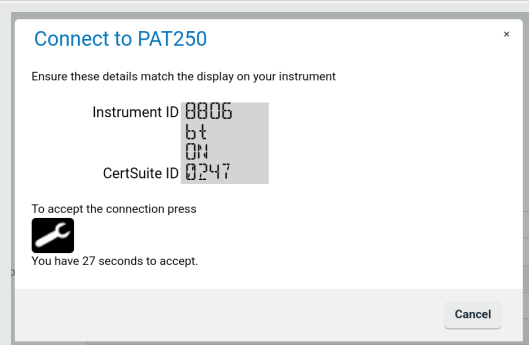 Connect to PAT250
×
Ensure these details match the display on your instrument
Instrument ID 8806
bt
ON
CertSuite ID 0247
To accept the connection press
You have 27 seconds to accept.
Cancel